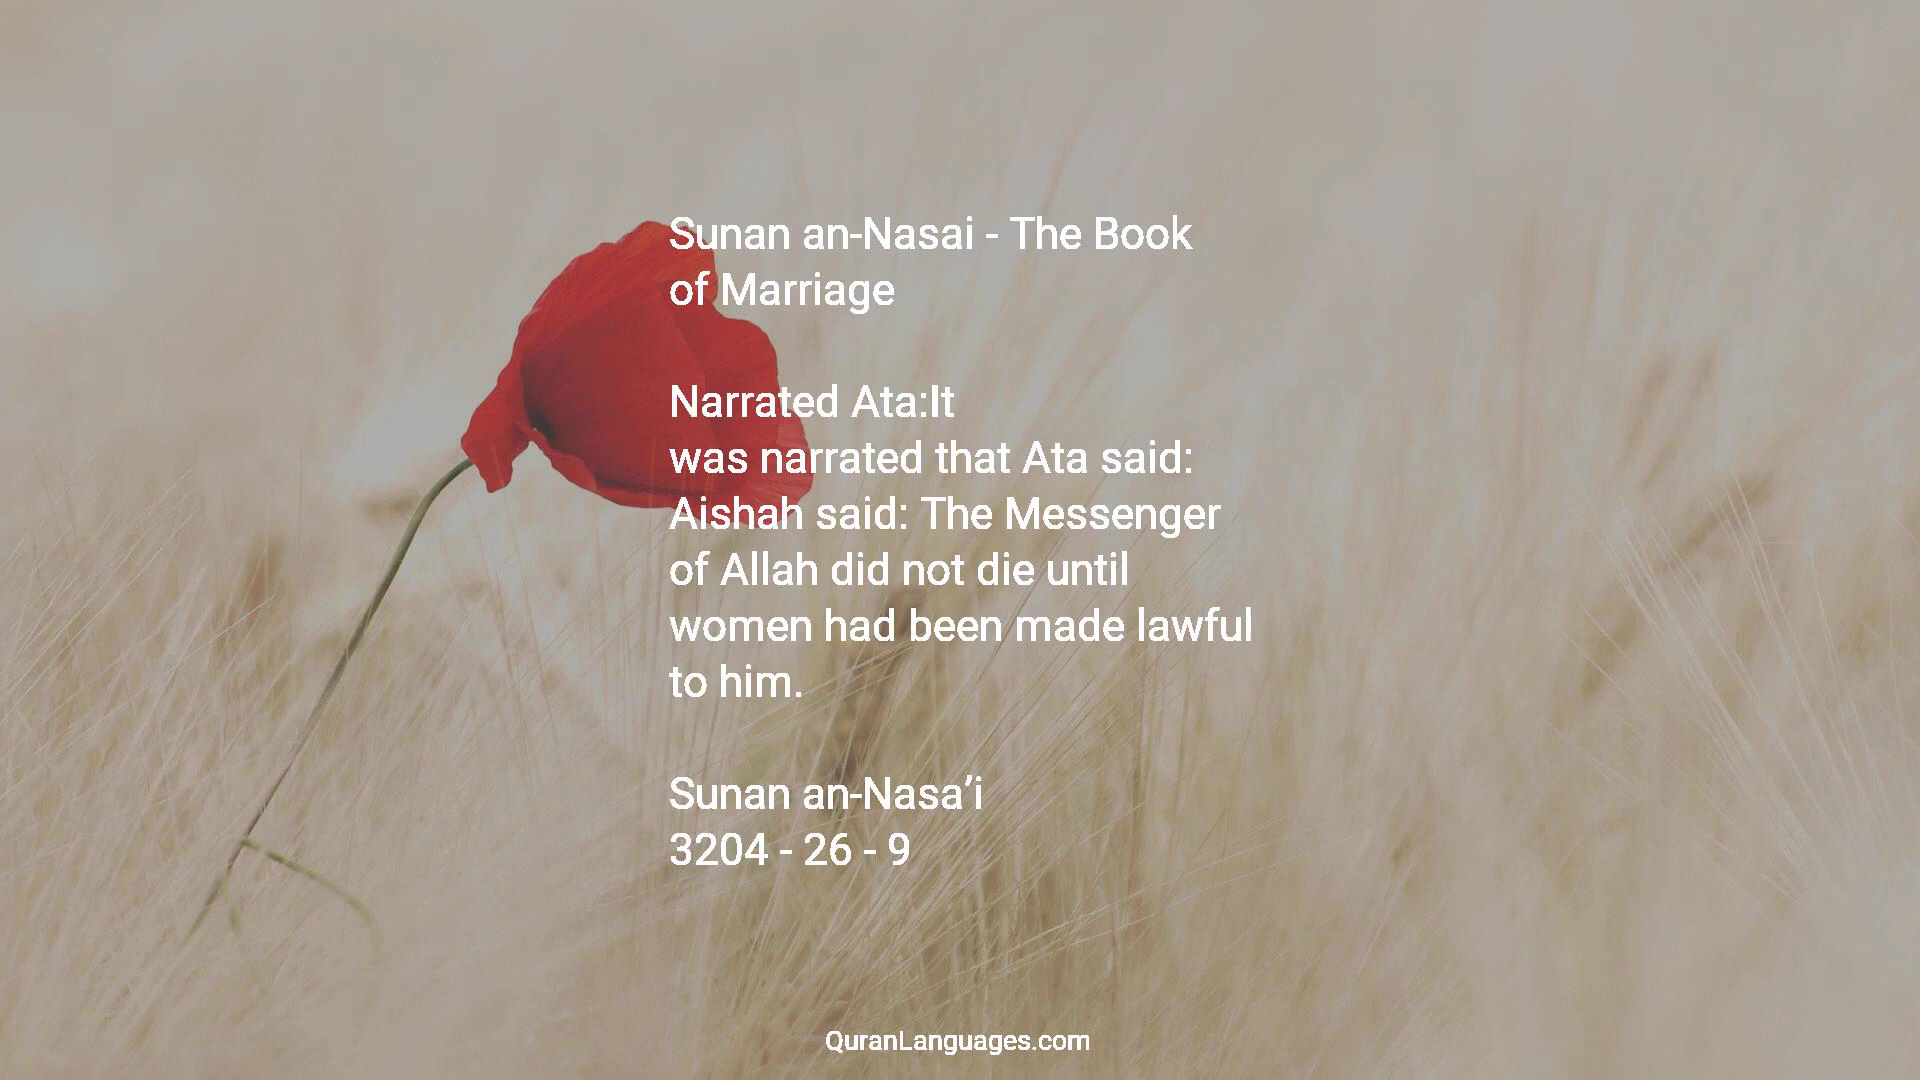 Sunan an-Nasai - The Book
of Marriage
Narrated Ata:It
was narrated that Ata said:
Aishah said: The Messenger
of Allah did not die until
women had been made lawful
to him.
Sunan an-Nasa’i
3204 - 26 - 9
QuranLanguages.com